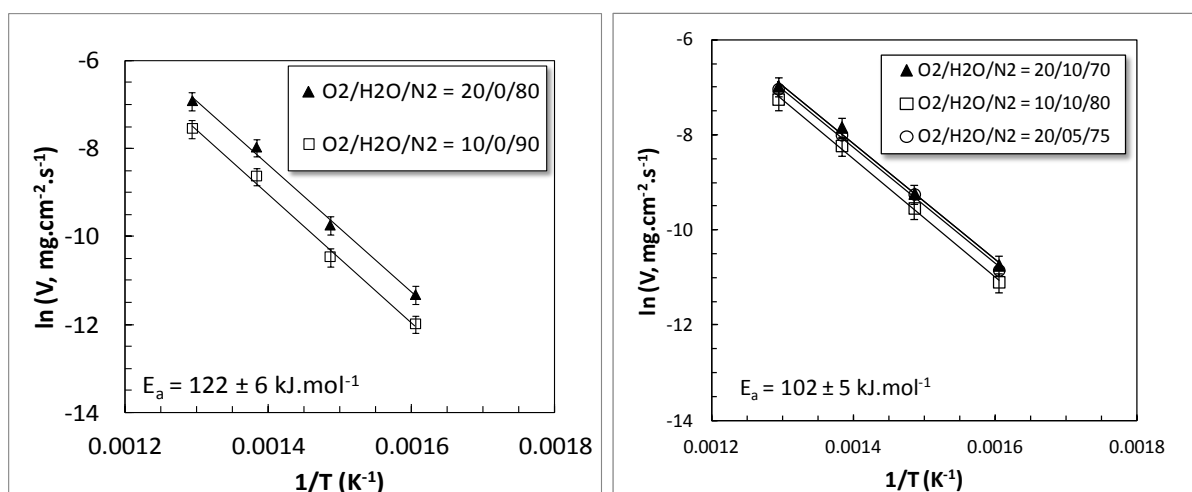 -6
-8
-10
-12
-14
ln (V, mg.cm⁻².s⁻¹)
O2/H2O/N2 = 20/0/80
O2/H2O/N2 = 10/0/90
Eₐ = 122 ± 6 kJ.mol⁻¹
0.0012 0.0014 0.0016 0.0018
1/T (K⁻¹)
-6
-8
-10
-12
-14
ln (V, mg.cm⁻².s⁻¹)
O2/H2O/N2 = 20/10/70
O2/H2O/N2 = 10/10/80
O2/H2O/N2 = 20/05/75
Eₐ = 102 ± 5 kJ.mol⁻¹
0.0012 0.0014 0.0016 0.0018
1/T (K⁻¹)